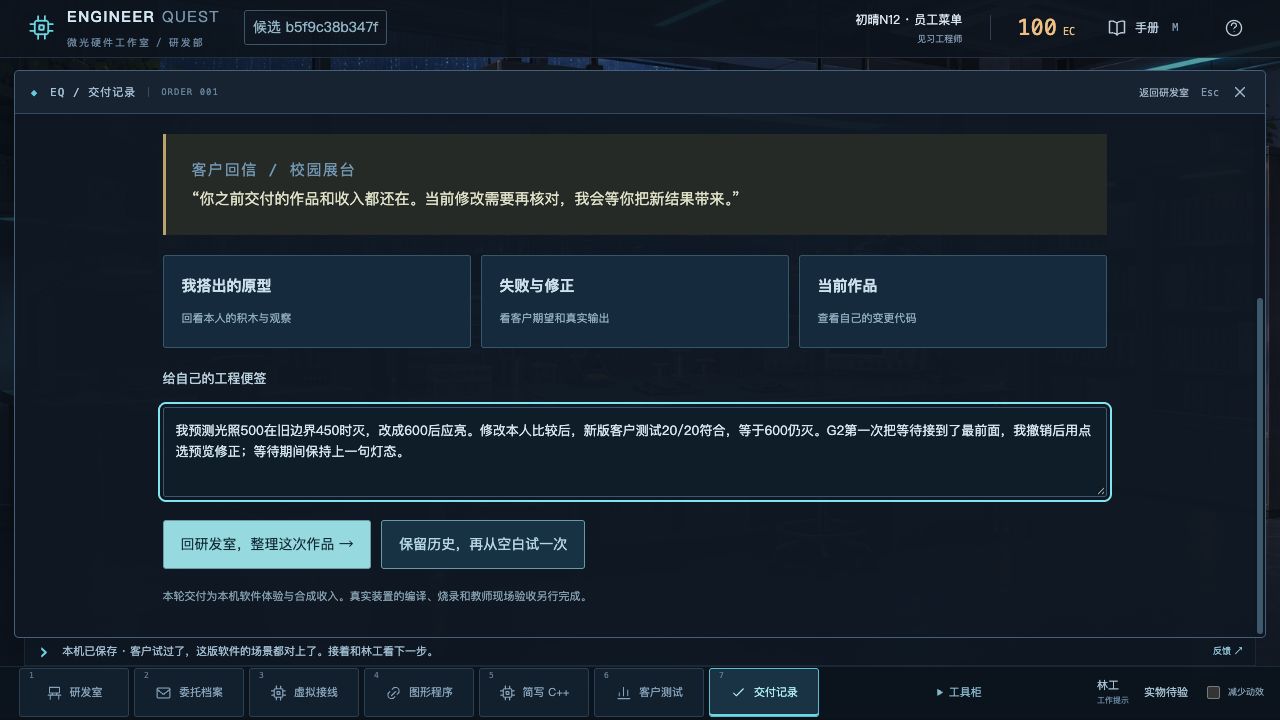 ENGINEER QUEST
微光硬件工作室 / 研发部
候选 b5f9c38b347f
初晴N12 · 员工菜单
见习工程师
100 EC
手册 M
EQ / 交付记录
ORDER 001
返回研发室 Esc
客户回信 / 校园展台
“你之前交付的作品和收入都还在。当前修改需要再核对，我会等你把新结果带来。”
我搭出的原型
回看本人的积木与观察
失败与修正
看客户期望和真实输出
当前作品
查看自己的变更代码
给自己的工程便签
我预测光照500在旧边界450时灭，改成600后应亮。修改本人比较后，新版客户测试20/20符合，等于600仍灭。G2第一次把等待接到了最前面，我撤销后用点
选预览修正；等待期间保持上一句灯态。
回研发室，整理这次作品 →
保留历史，再从空白试一次
本轮交付为本机软件体验与合成收入。真实装置的编译、烧录和教师现场验收另行完成。
本机已保存 · 客户试过了，这版软件的场景都对上了。接着和林工看下一步。
反馈 ↗
1 研发室
2 委托档案
3 虚拟接线
4 图形程序
5 简写 C++
6 客户测试
7 交付记录
工具柜
林工
工作提示
实物待验
减少动效